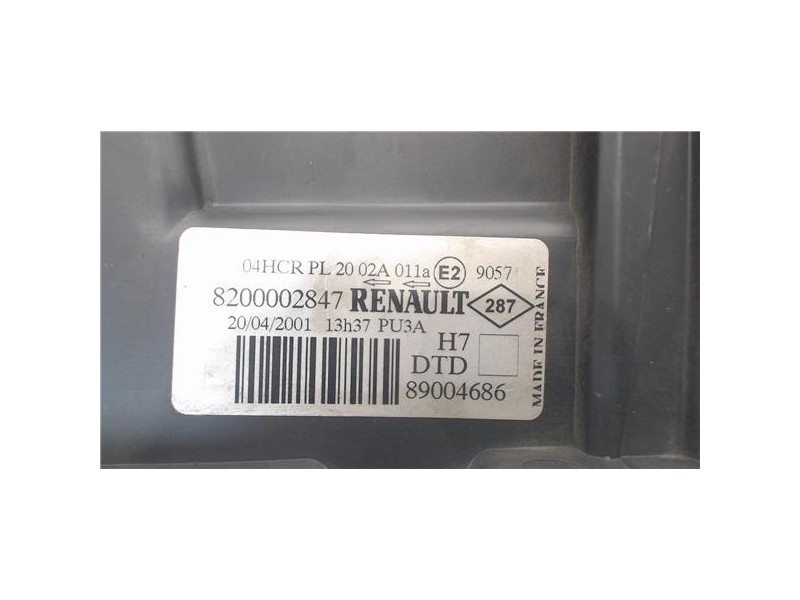 04HCR PL 20 02A 011a E2 9057
8200002847 RENAULT 287
20/04/2001 13h37 PU3A
H7
DTD
89004686
MADE IN FRANCE